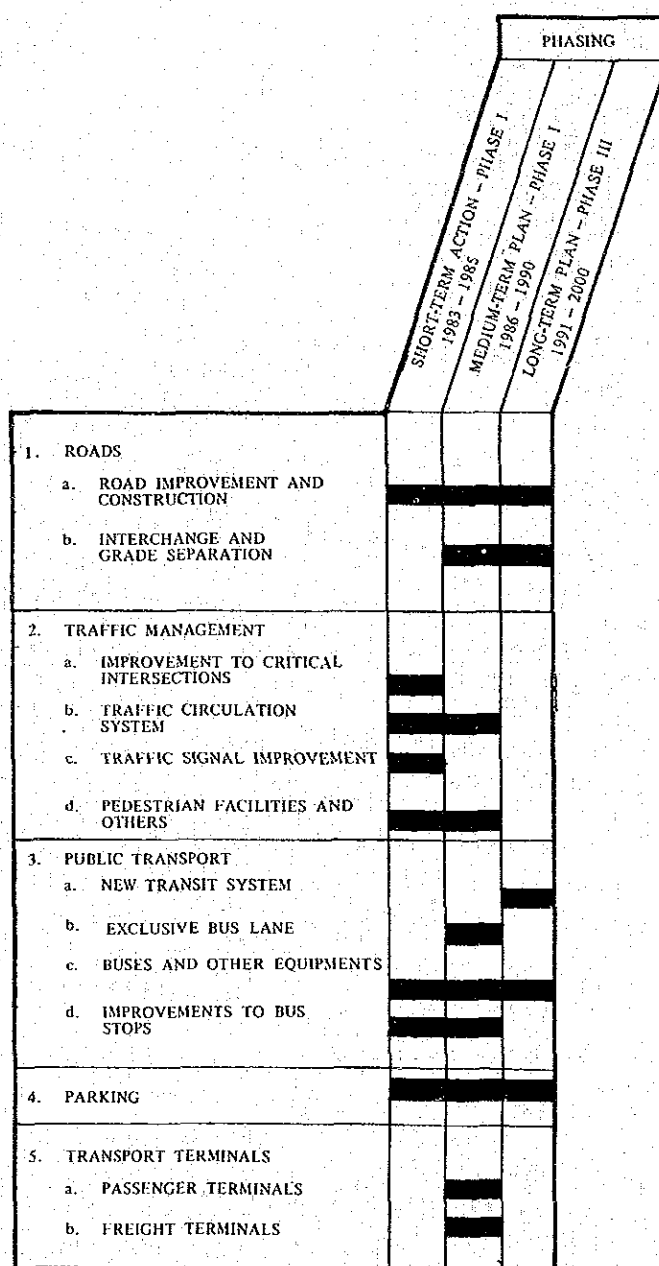 PHASING
SHORT-TERM ACTION – PHASE I
1983 – 1985
MEDIUM-TERM PLAN – PHASE I
1986 – 1990
LONG-TERM PLAN – PHASE III
1991 – 2000
1. ROADS
a. ROAD IMPROVEMENT AND
CONSTRUCTION
b. INTERCHANGE AND
GRADE SEPARATION
2. TRAFFIC MANAGEMENT
a. IMPROVEMENT TO CRITICAL
INTERSECTIONS
b. TRAFFIC CIRCULATION
SYSTEM
c. TRAFFIC SIGNAL IMPROVEMENT
d. PEDESTRIAN FACILITIES AND
OTHERS
3. PUBLIC TRANSPORT
a. NEW TRANSIT SYSTEM
b. EXCLUSIVE BUS LANE
c. BUSES AND OTHER EQUIPMENTS
d. IMPROVEMENTS TO BUS
STOPS
4. PARKING
5. TRANSPORT TERMINALS
a. PASSENGER TERMINALS
b. FREIGHT TERMINALS